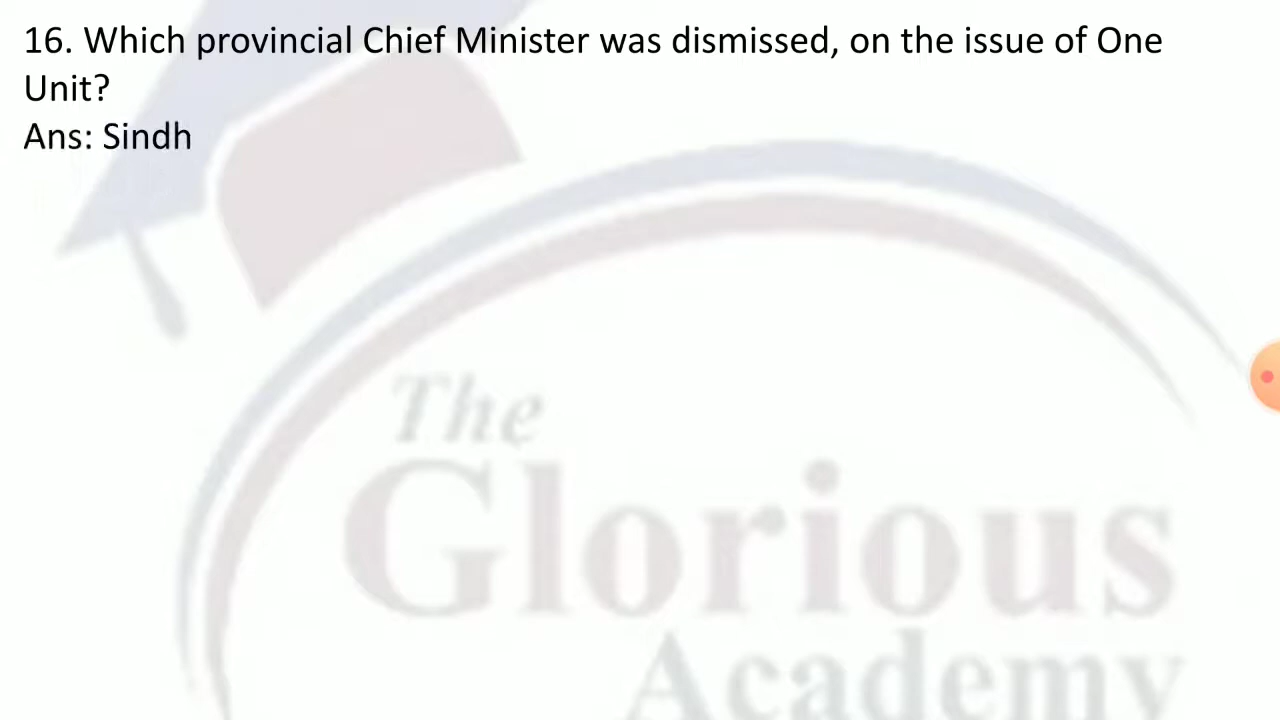 16. Which provincial Chief Minister was dismissed, on the issue of One
Unit?
Ans: Sindh
The
Glorious
Academy